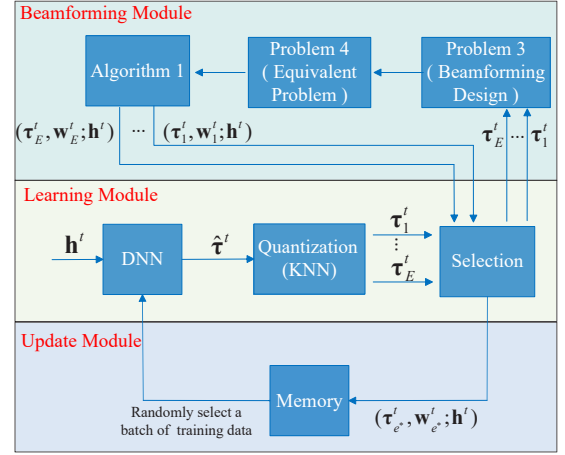 Beamforming Module
Algorithm 1
Problem 4
( Equivalent
Problem )
Problem 3
( Beamforming
Design )
(τ_E^t, w_E^t; h^t) ... (τ_1^t, w_1^t; h^t)
τ_E^t ... τ_1^t
Learning Module
h^t
DNN
τ̂^t
Quantization
(KNN)
τ_1^t
⋮
τ_E^t
Selection
Update Module
Randomly select a
batch of training data
Memory
(τ_{e*}^t, w_{e*}^t; h^t)